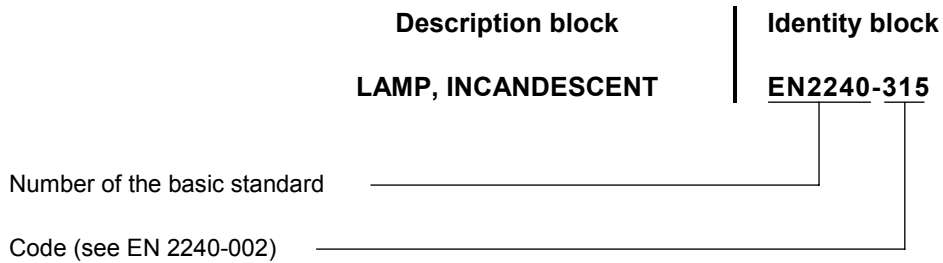 Description block Identity block
LAMP, INCANDESCENT EN2240-315
Number of the basic standard
Code (see EN 2240-002)